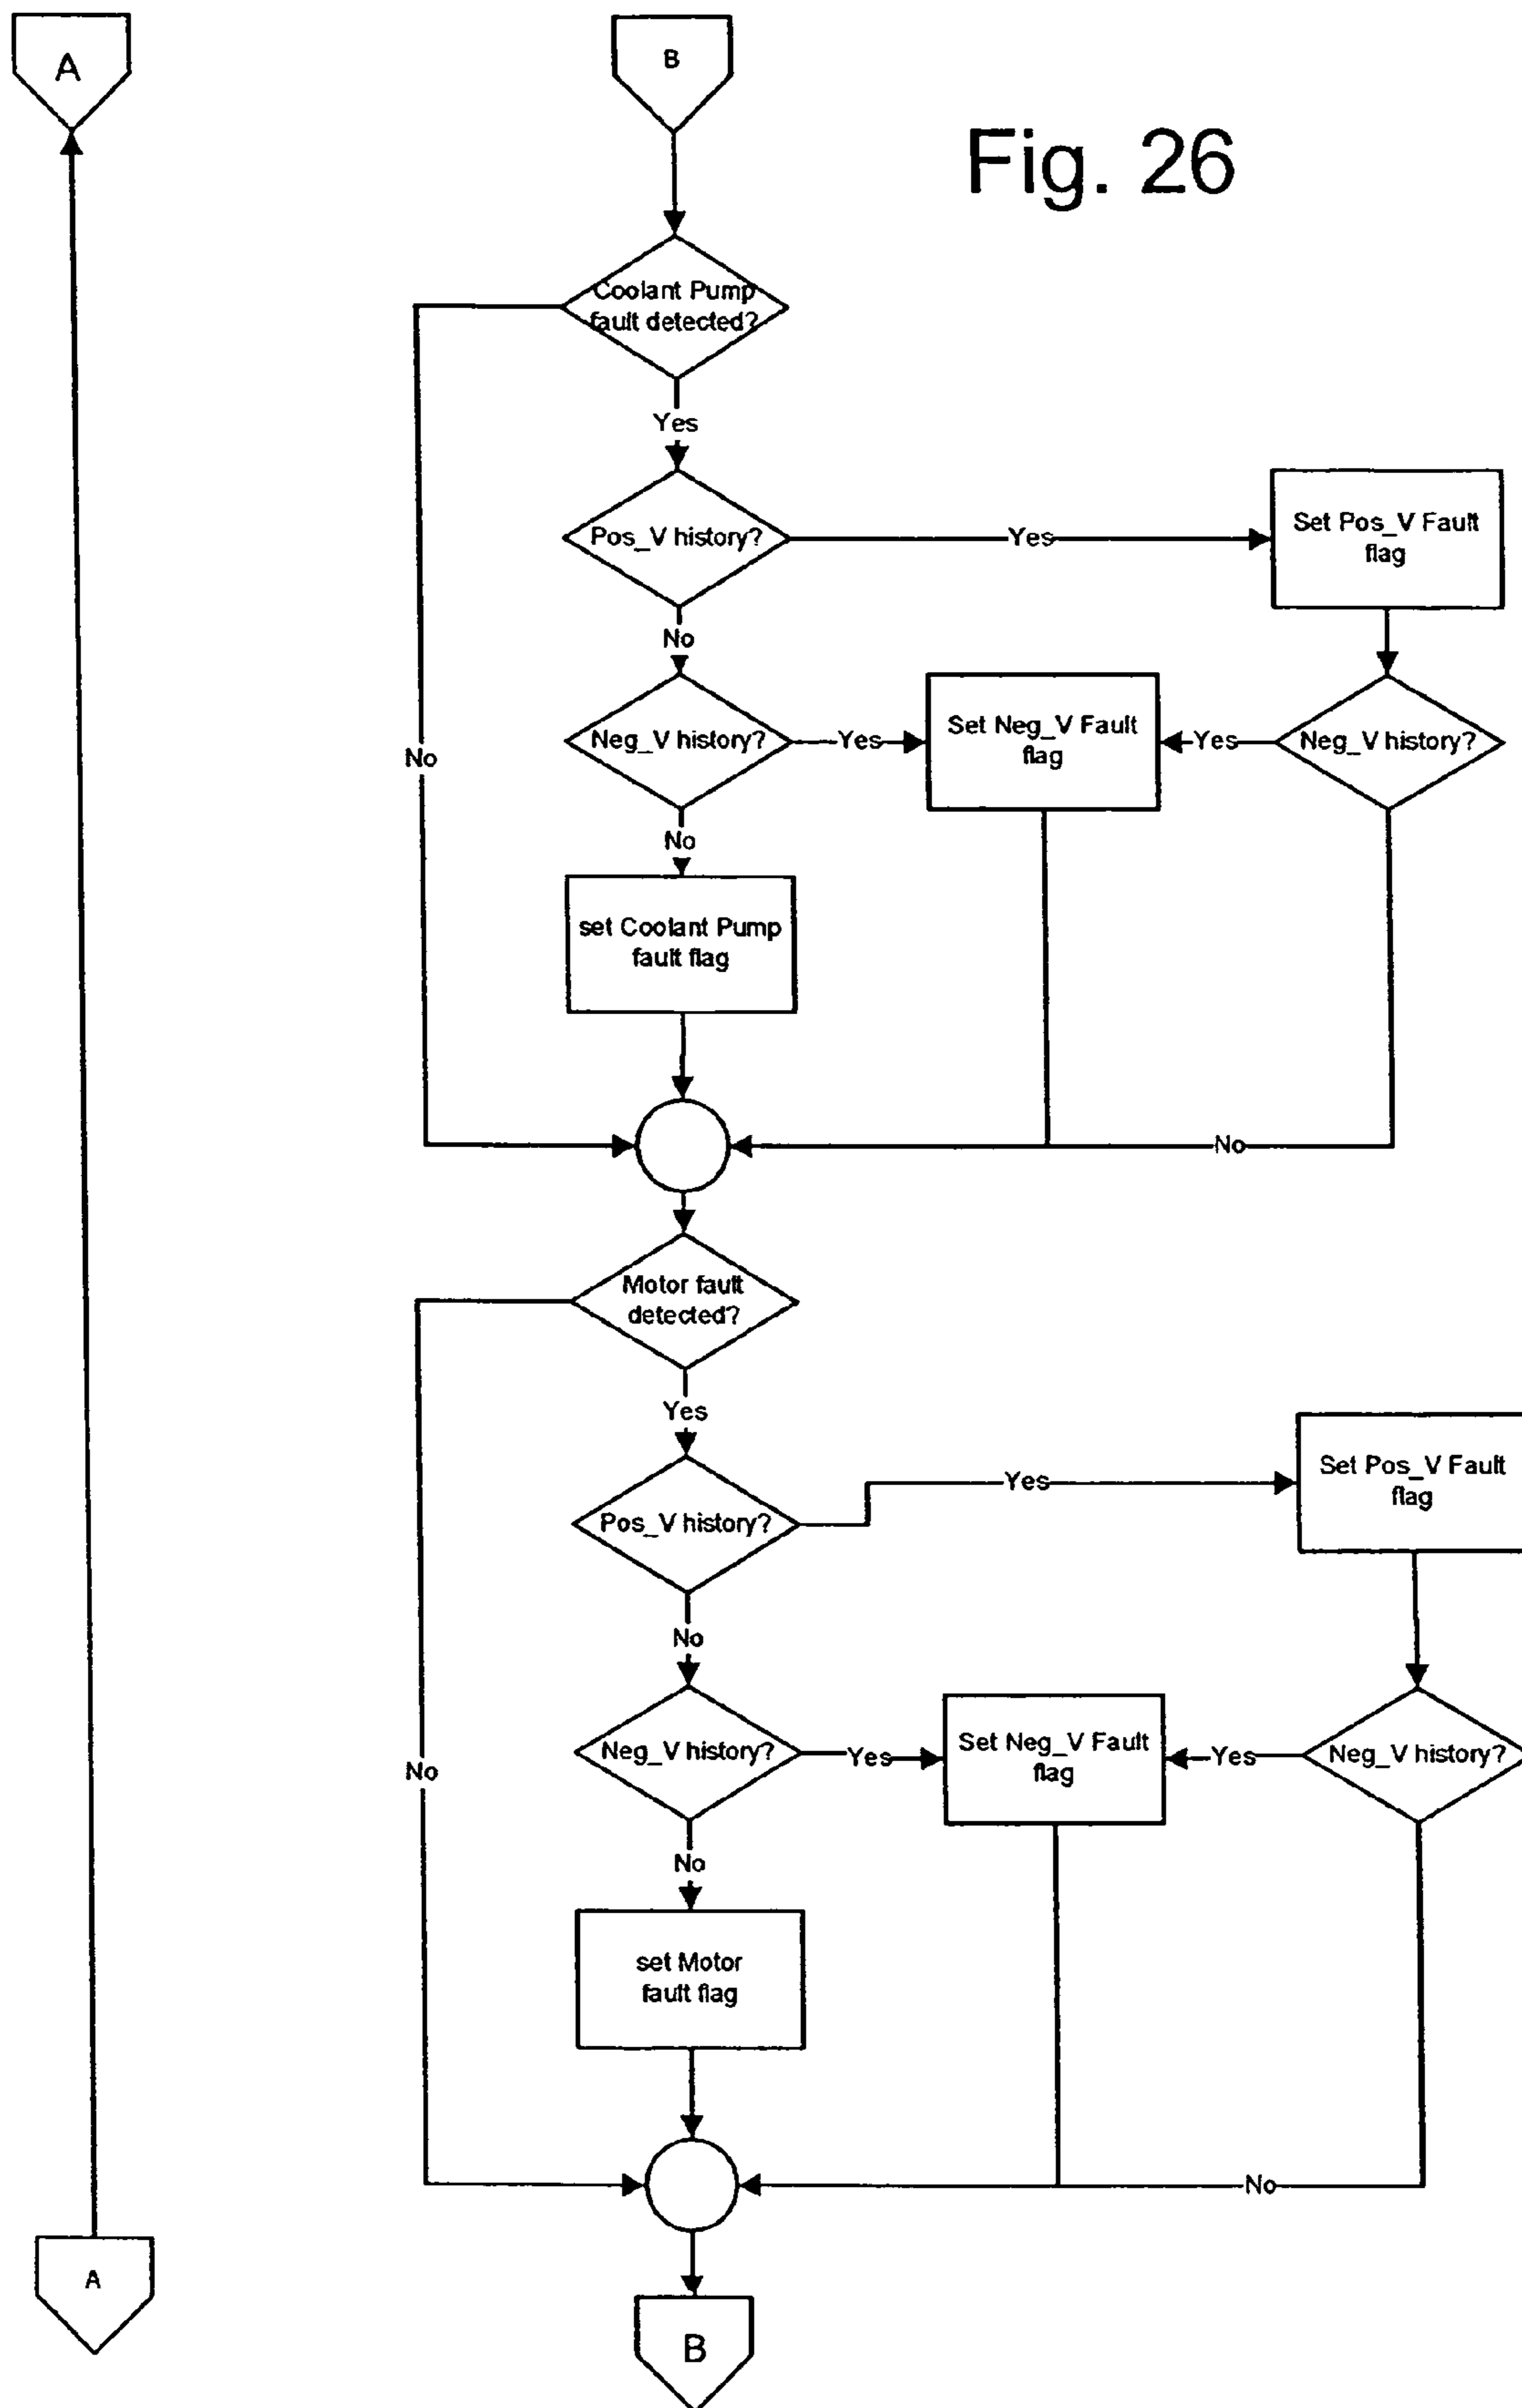 A
B
Fig. 26
Coolant Pump
fault detected?
Yes
Pos_V history?
Yes
Set Pos_V Fault
flag
No
Neg_V history?
Yes
Set Neg_V Fault
flag
Yes
Neg_V history?
No
No
set Coolant Pump
fault flag
No
Motor fault
detected?
Yes
Pos_V history?
Yes
Set Pos_V Fault
flag
No
Neg_V history?
Yes
Set Neg_V Fault
flag
Yes
Neg_V history?
No
No
set Motor
fault flag
No
A
B